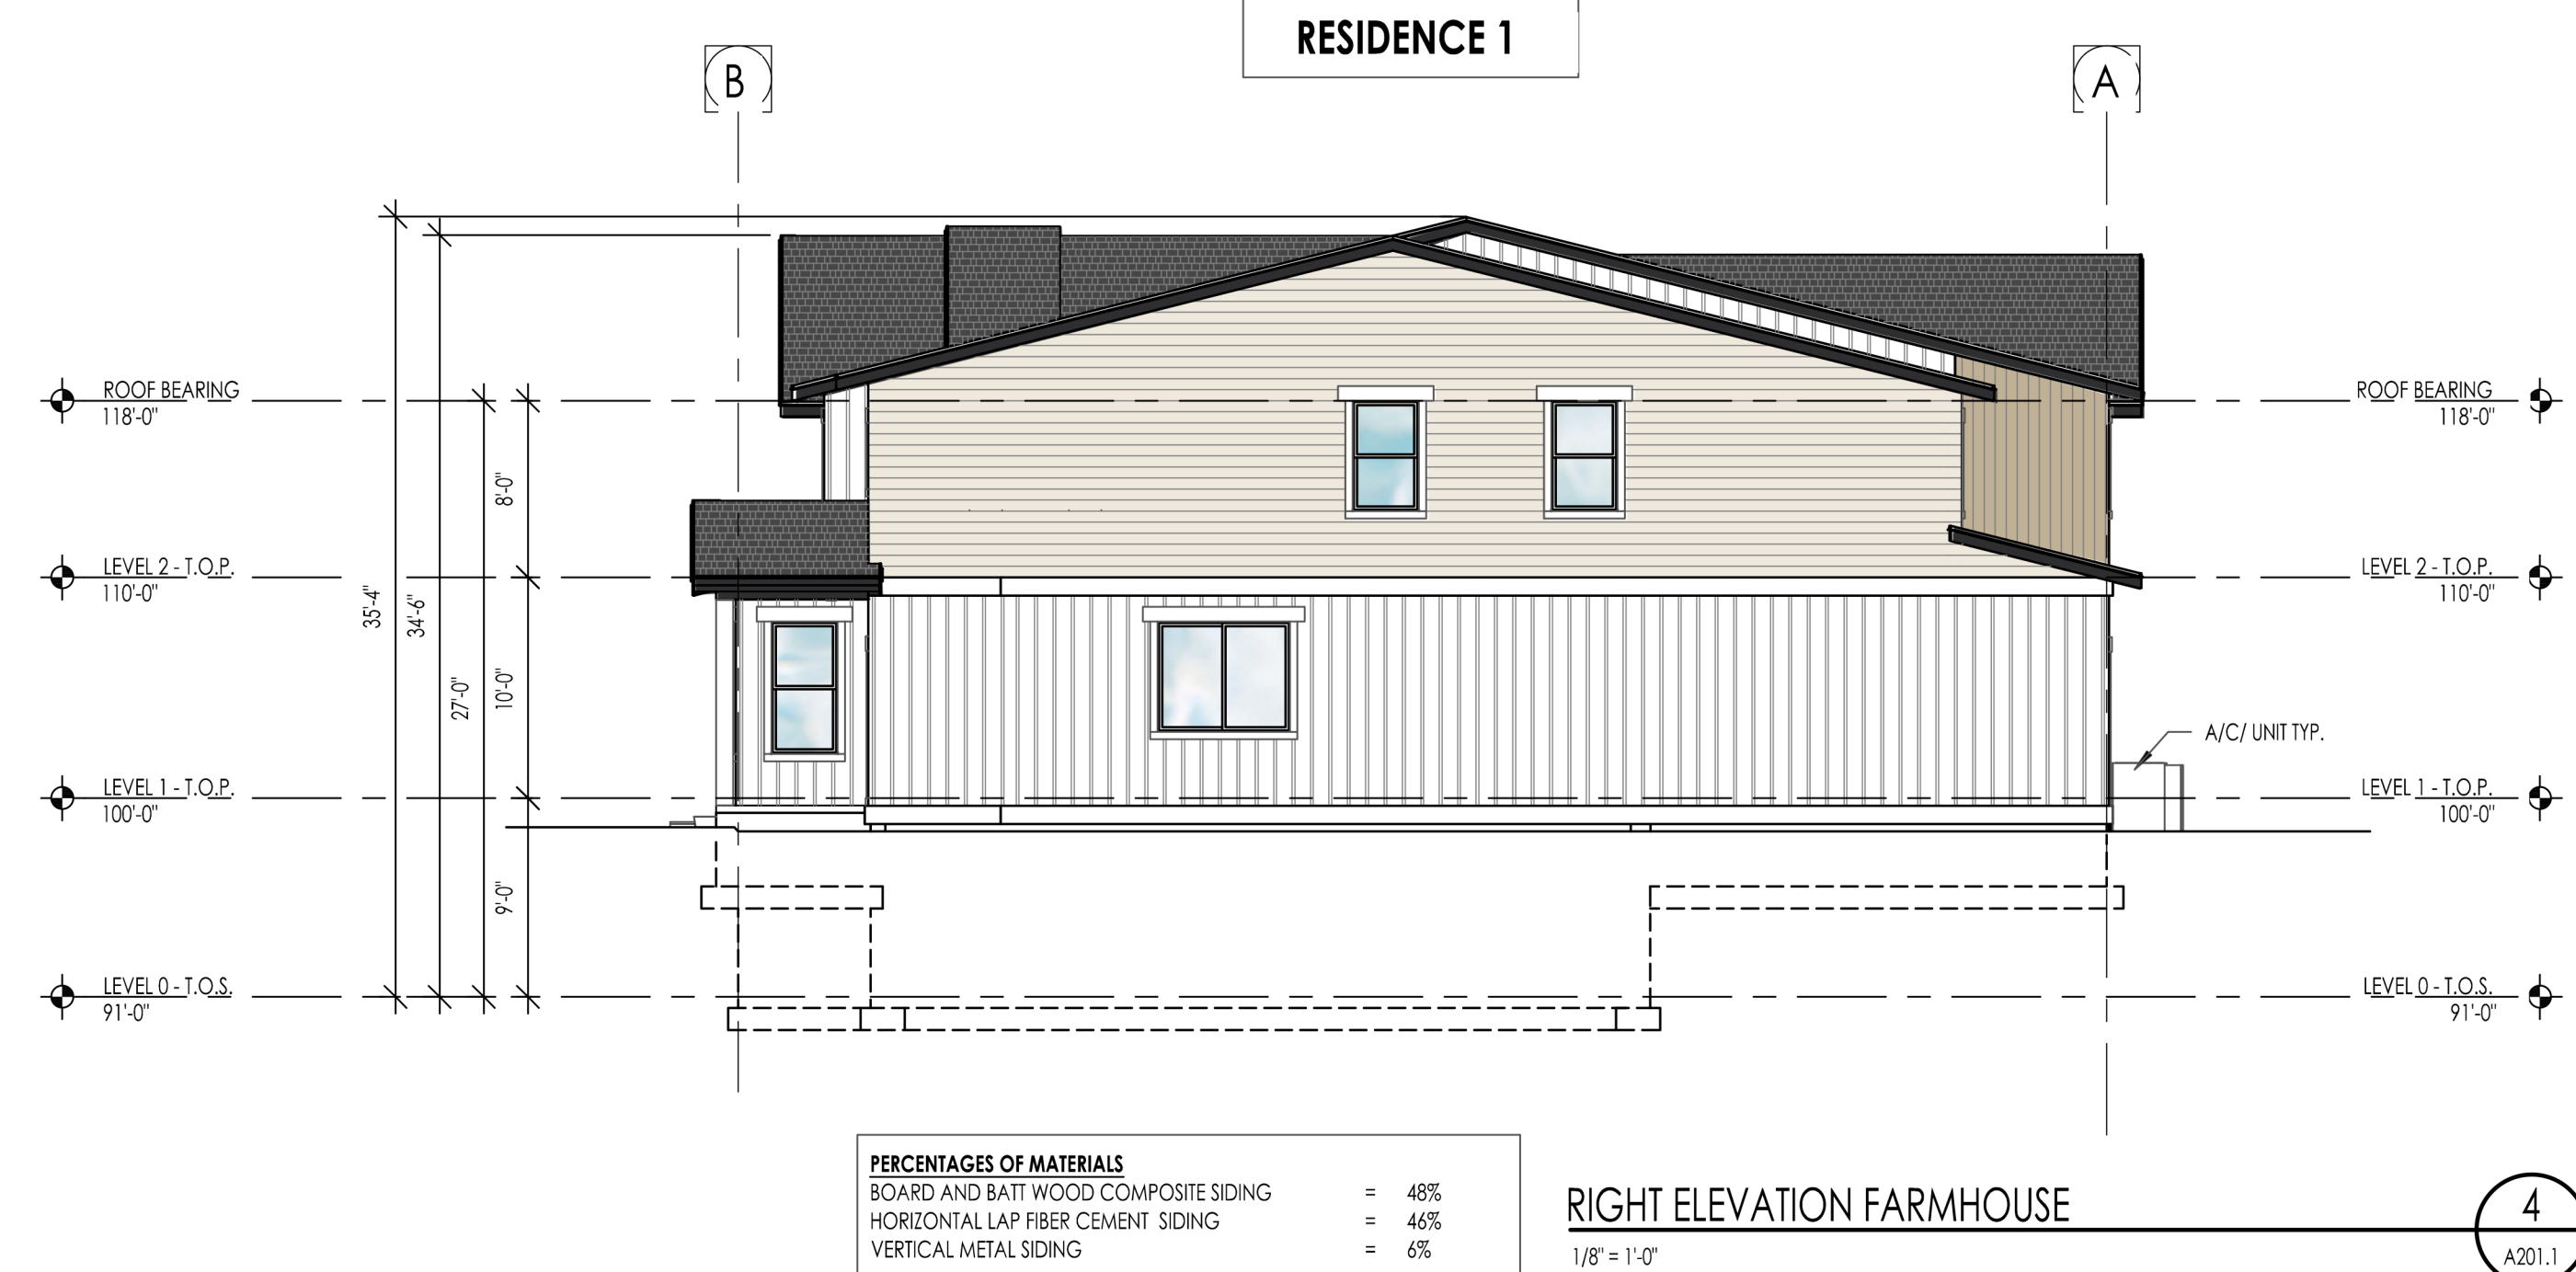 RESIDENCE 1
B
A
ROOF BEARING
118'-0"
ROOF BEARING
118'-0"
8'-0"
LEVEL 2 - T.O.P.
110'-0"
LEVEL 2 - T.O.P.
110'-0"
35'-4"
34'-6"
27'-0"
10'-0"
A/C/ UNIT TYP.
LEVEL 1 - T.O.P.
100'-0"
LEVEL 1 - T.O.P.
100'-0"
9'-0"
LEVEL 0 - T.O.S.
91'-0"
LEVEL 0 - T.O.S.
91'-0"
PERCENTAGES OF MATERIALS
BOARD AND BATT WOOD COMPOSITE SIDING = 48%
HORIZONTAL LAP FIBER CEMENT SIDING = 46%
VERTICAL METAL SIDING = 6%
RIGHT ELEVATION FARMHOUSE
1/8" = 1'-0"
4
A201.1